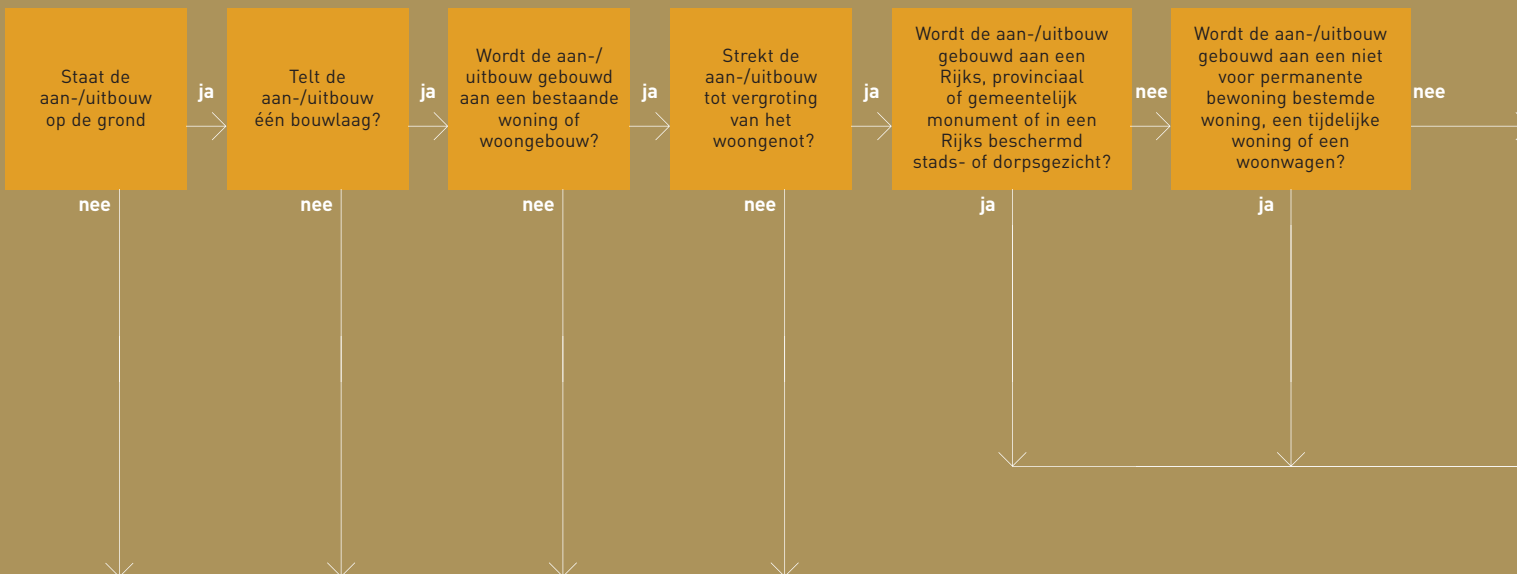 Staat de
aan-/uitbouw
op de grond
ja
nee
Telt de
aan-/uitbouw
één bouwlaag?
ja
nee
Wordt de aan-/
uitbouw gebouwd
aan een bestaande
woning of
woongebouw?
ja
nee
Strekt de
aan-/uitbouw
tot vergroting
van het
woongenot?
ja
nee
Wordt de aan-/uitbouw
gebouwd aan een
Rijks, provinciaal
of gemeentelijk
monument of in een
Rijks beschermd
stads- of dorpsgezicht?
nee
ja
Wordt de aan-/uitbouw
gebouwd aan een niet
voor permanente
bewoning bestemde
woning, een tijdelijke
woning of een
woonwagen?
nee
ja